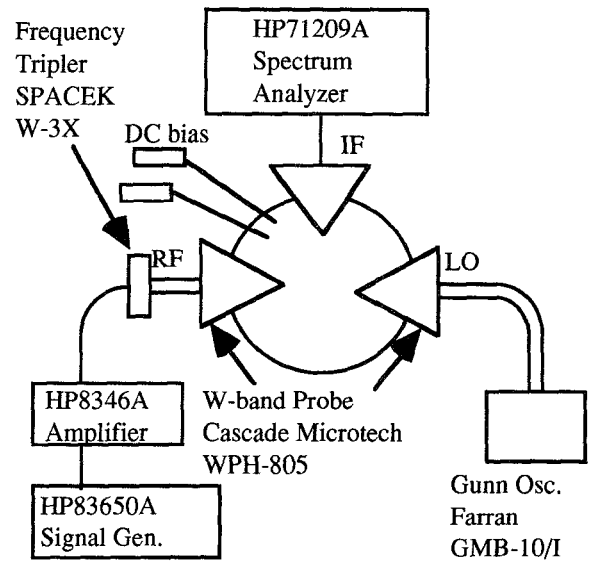 Frequency
Tripler
SPACEK
W-3X
HP71209A
Spectrum
Analyzer
DC bias
IF
RF
LO
HP8346A
Amplifier
W-band Probe
Cascade Microtech
WPH-805
HP83650A
Signal Gen.
Gunn Osc.
Farran
GMB-10/I